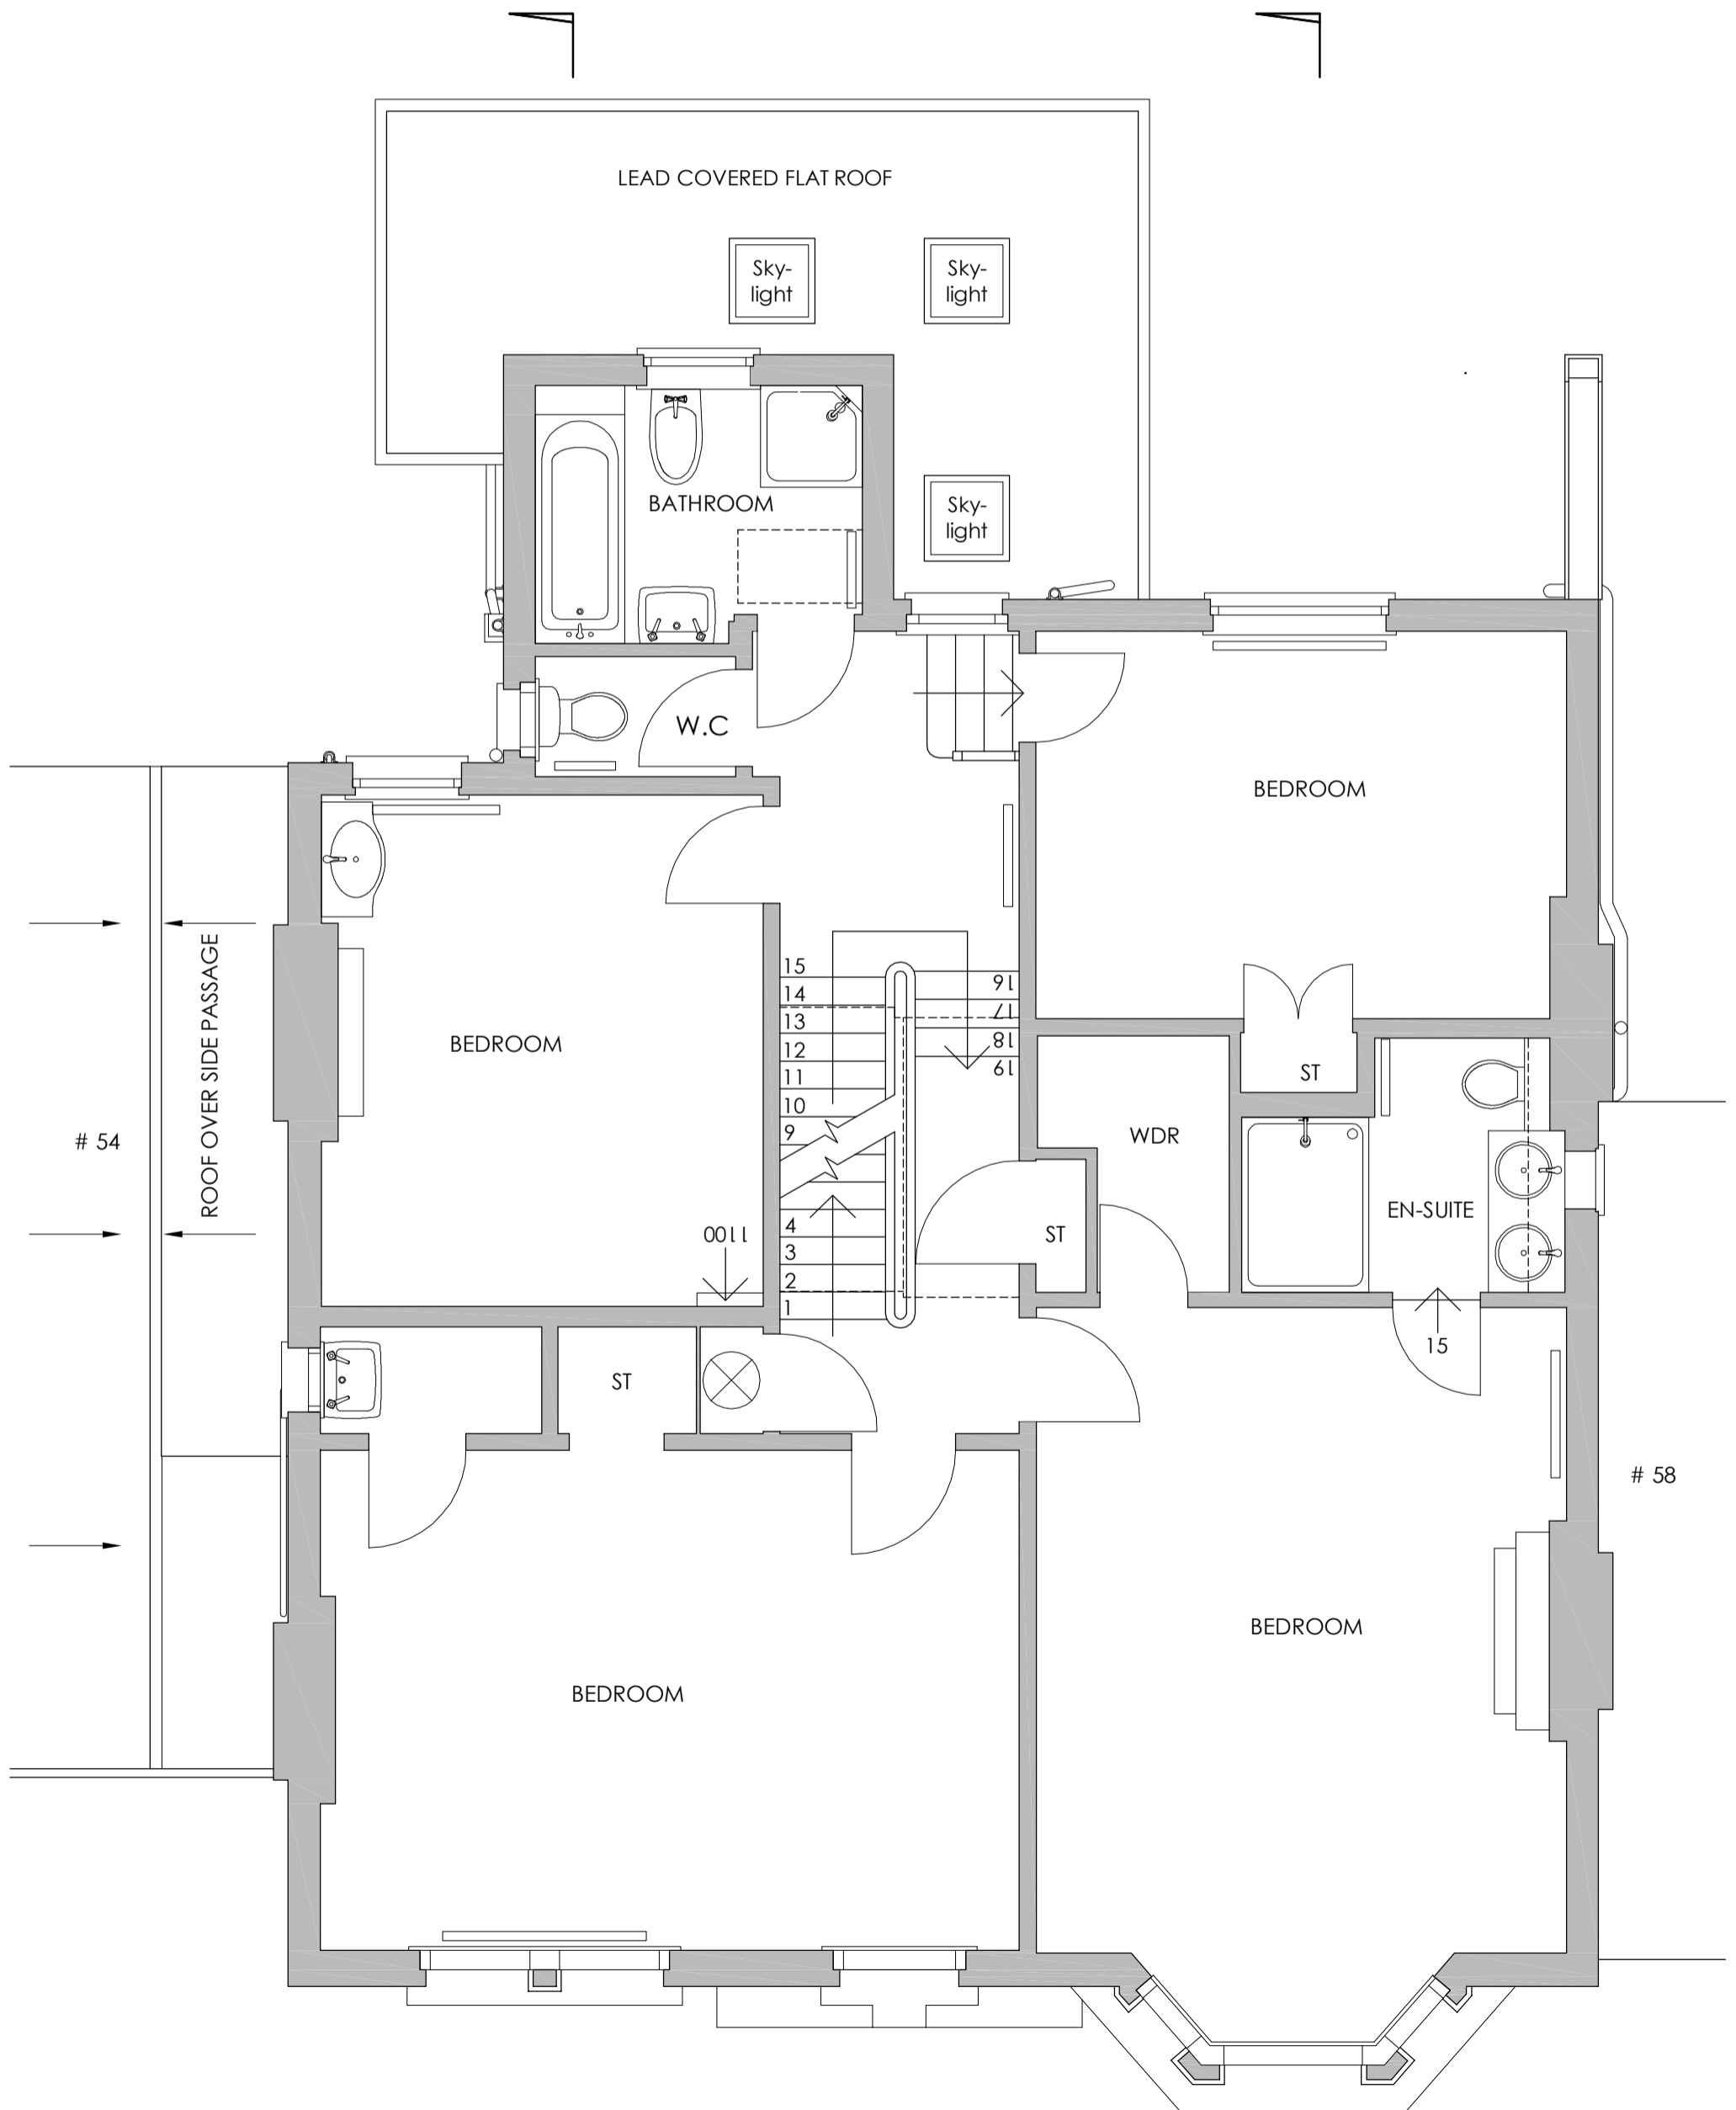 LEAD COVERED FLAT ROOF
Sky-
light
Sky-
light
Sky-
light
BATHROOM
W.C
BEDROOM
ROOF OVER SIDE PASSAGE
BEDROOM
15
14
13
12
11
10
9
16
17
18
19
ST
WDR
# 54
EN-SUITE
ST
1100
4
3
2
1
15
ST
# 58
BEDROOM
BEDROOM